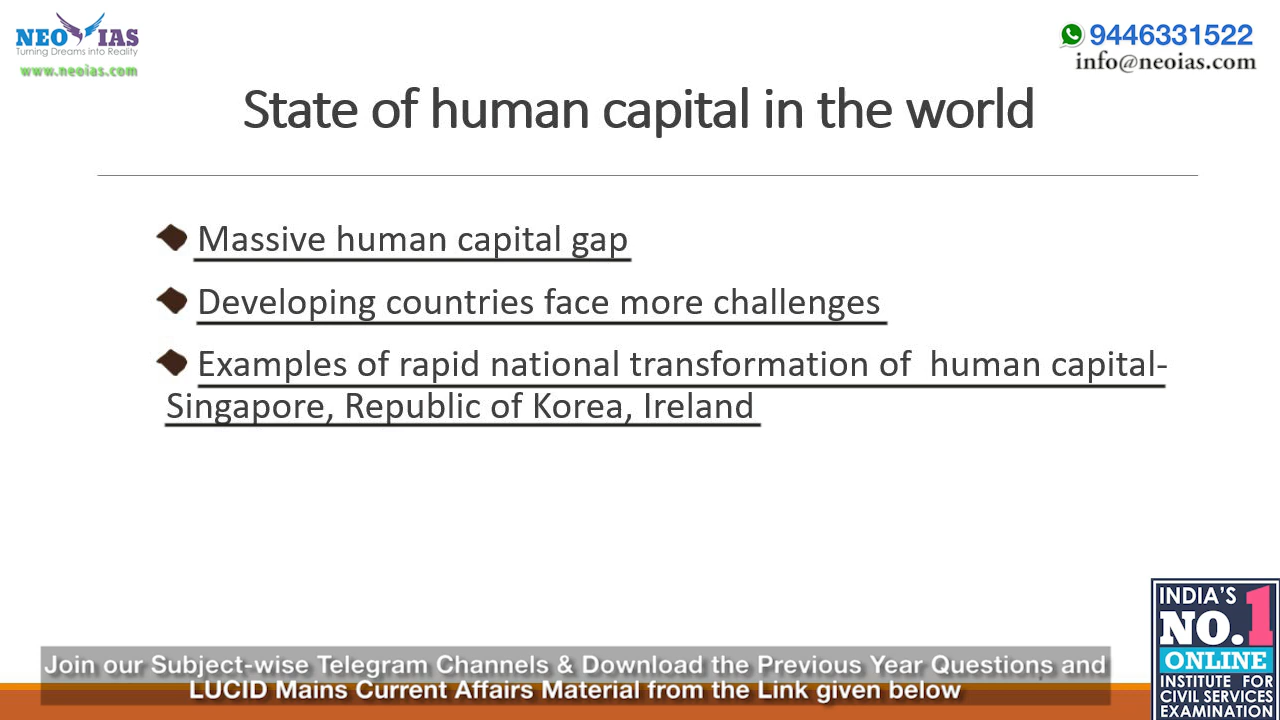 NEO IAS
Turning Dreams into Reality
www.neoias.com
9446331522
info@neoias.com
State of human capital in the world
Massive human capital gap
Developing countries face more challenges
Examples of rapid national transformation of human capital-
Singapore, Republic of Korea, Ireland
INDIA'S
NO.1
ONLINE
INSTITUTE FOR
CIVIL SERVICES
EXAMINATION
Join our Subject-wise Telegram Channels & Download the Previous Year Questions and
LUCID Mains Current Affairs Material from the Link given below